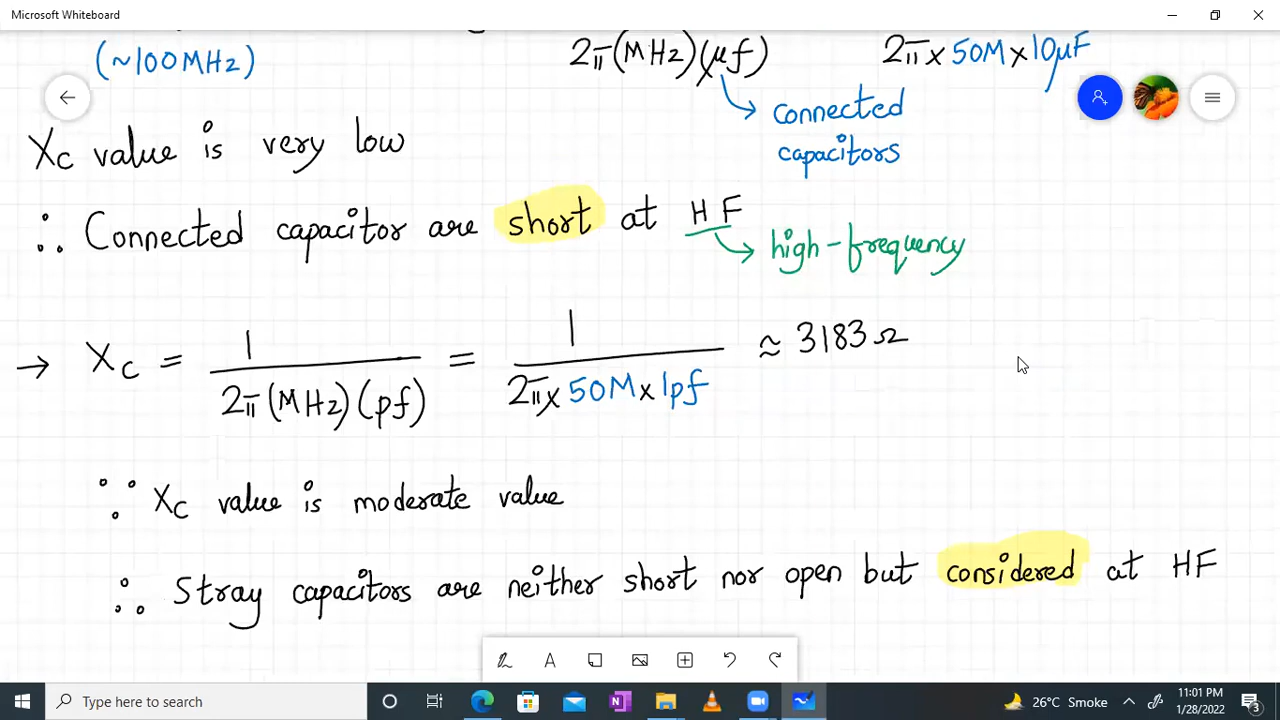 Microsoft Whiteboard
(~100MHz)
2π(MHz)(μf)
2π×50M×10μF
connected
capacitors
Xc value is very low
∴ Connected capacitor are short at HF
high-frequency
→ Xc = 1 / 2π(MHz)(pf) = 1 / 2π×50M×1pf ≈ 3183Ω
∵ Xc value is moderate value
∴ Stray capacitors are neither short nor open but considered at HF
Type here to search
26°C Smoke
11:01 PM
1/28/2022
3